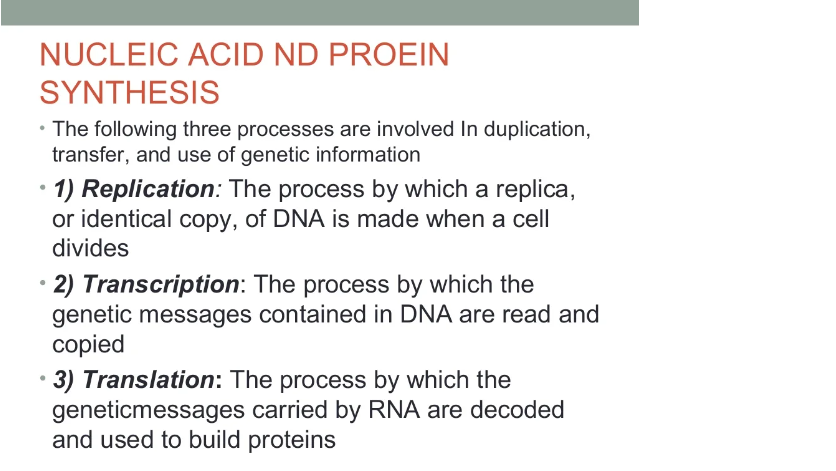 NUCLEIC ACID ND PROEIN
SYNTHESIS
• The following three processes are involved In duplication,
transfer, and use of genetic information
• 1) Replication: The process by which a replica,
or identical copy, of DNA is made when a cell
divides
• 2) Transcription: The process by which the
genetic messages contained in DNA are read and
copied
• 3) Translation: The process by which the
geneticmessages carried by RNA are decoded
and used to build proteins